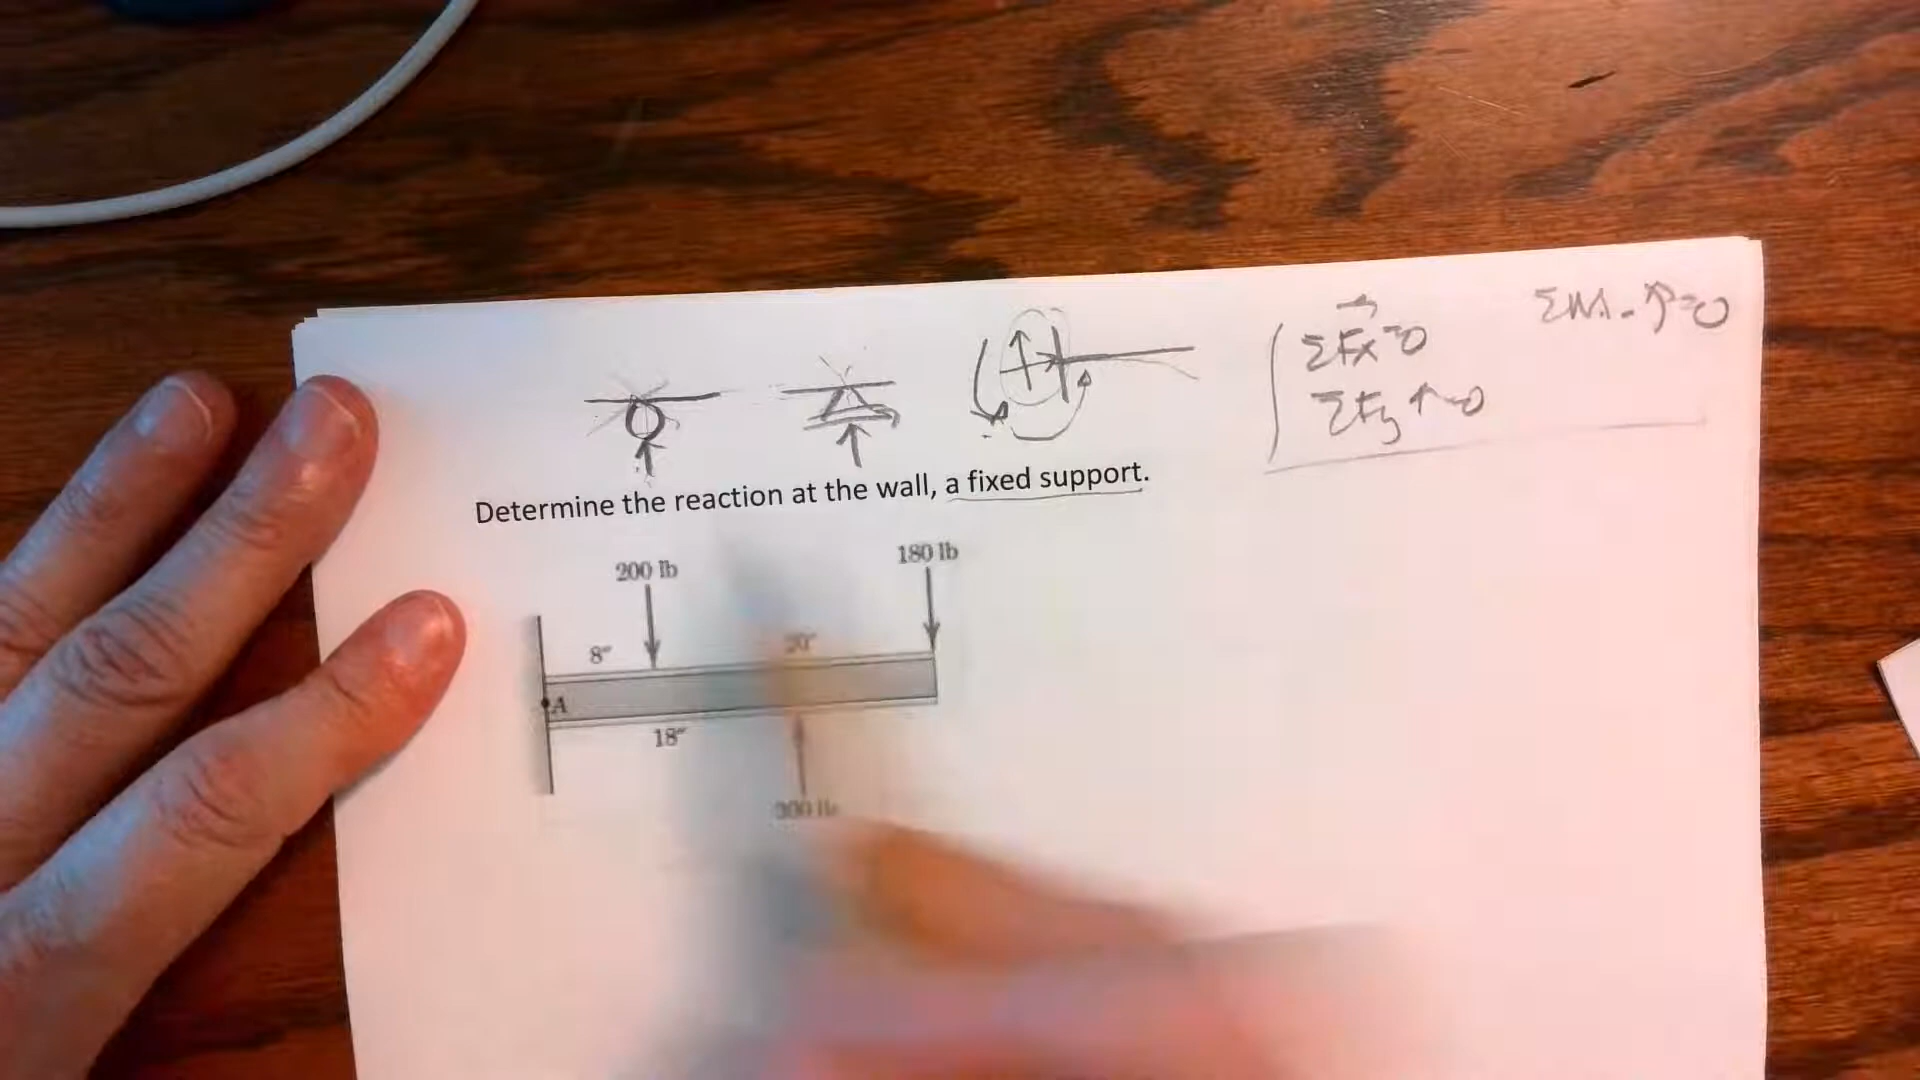 ΣFx=0
ΣM
=0
ΣFy↑=0
Determine the reaction at the wall, a fixed support.
200 lb
180 lb
8"
20"
A
18"
300 lb